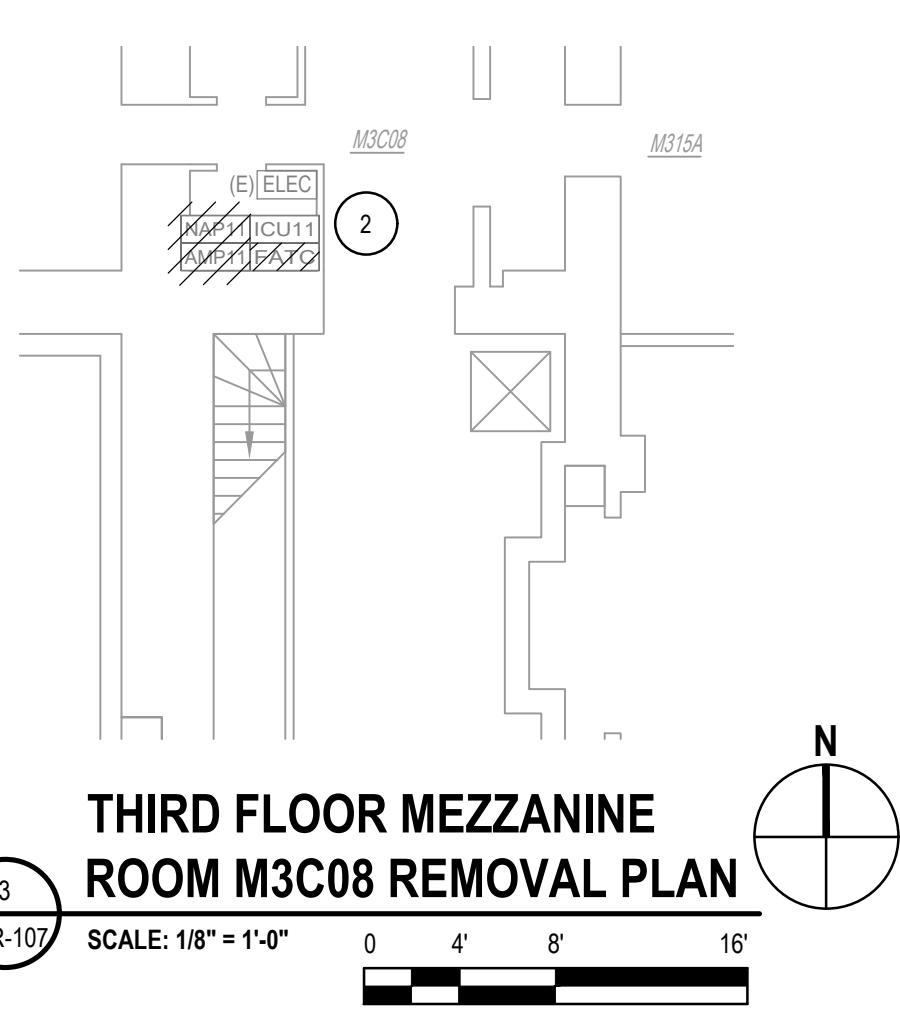 M3C08
M315A
(E) ELEC
NAP11 ICU11
2
AMP11 FATC
N
THIRD FLOOR MEZZANINE
ROOM M3C08 REMOVAL PLAN
3
R-107
SCALE: 1/8" = 1'-0"
0 4' 8' 16'